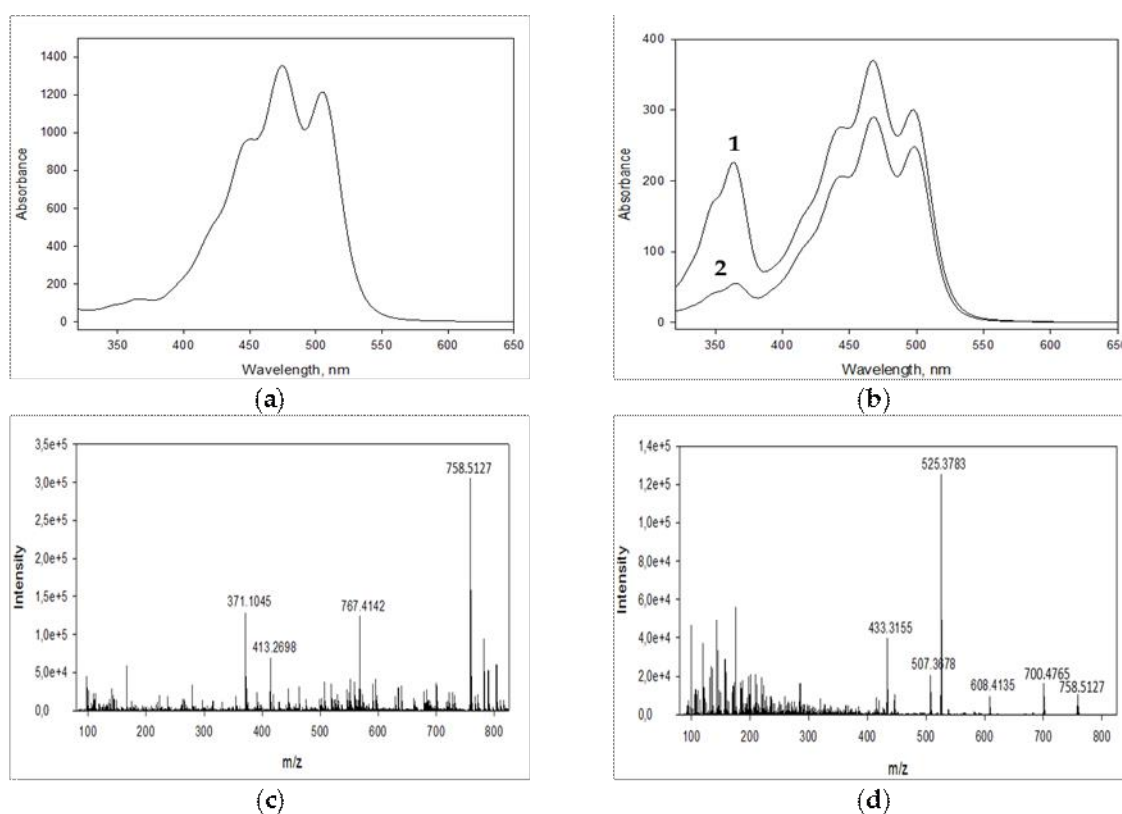 1400
1200
1000
800
600
400
200
0
Absorbance
350 400 450 500 550 600 650
Wavelength, nm
(a)
400
300
200
100
0
Absorbance
1
2
350 400 450 500 550 600 650
Wavelength, nm
(b)
3,5e+5
3,0e+5
2,5e+5
2,0e+5
1,5e+5
1,0e+5
5,0e+4
0,0
Intensity
758.5127
371.1045
767.4142
413.2698
100 200 300 400 500 600 700 800
m/z
(c)
1,4e+5
1,2e+5
1,0e+5
8,0e+4
6,0e+4
4,0e+4
2,0e+4
0,0
Intensity
525.3783
433.3155
507.3678
608.4135
700.4765
758.5127
100 200 300 400 500 600 700 800
m/z
(d)